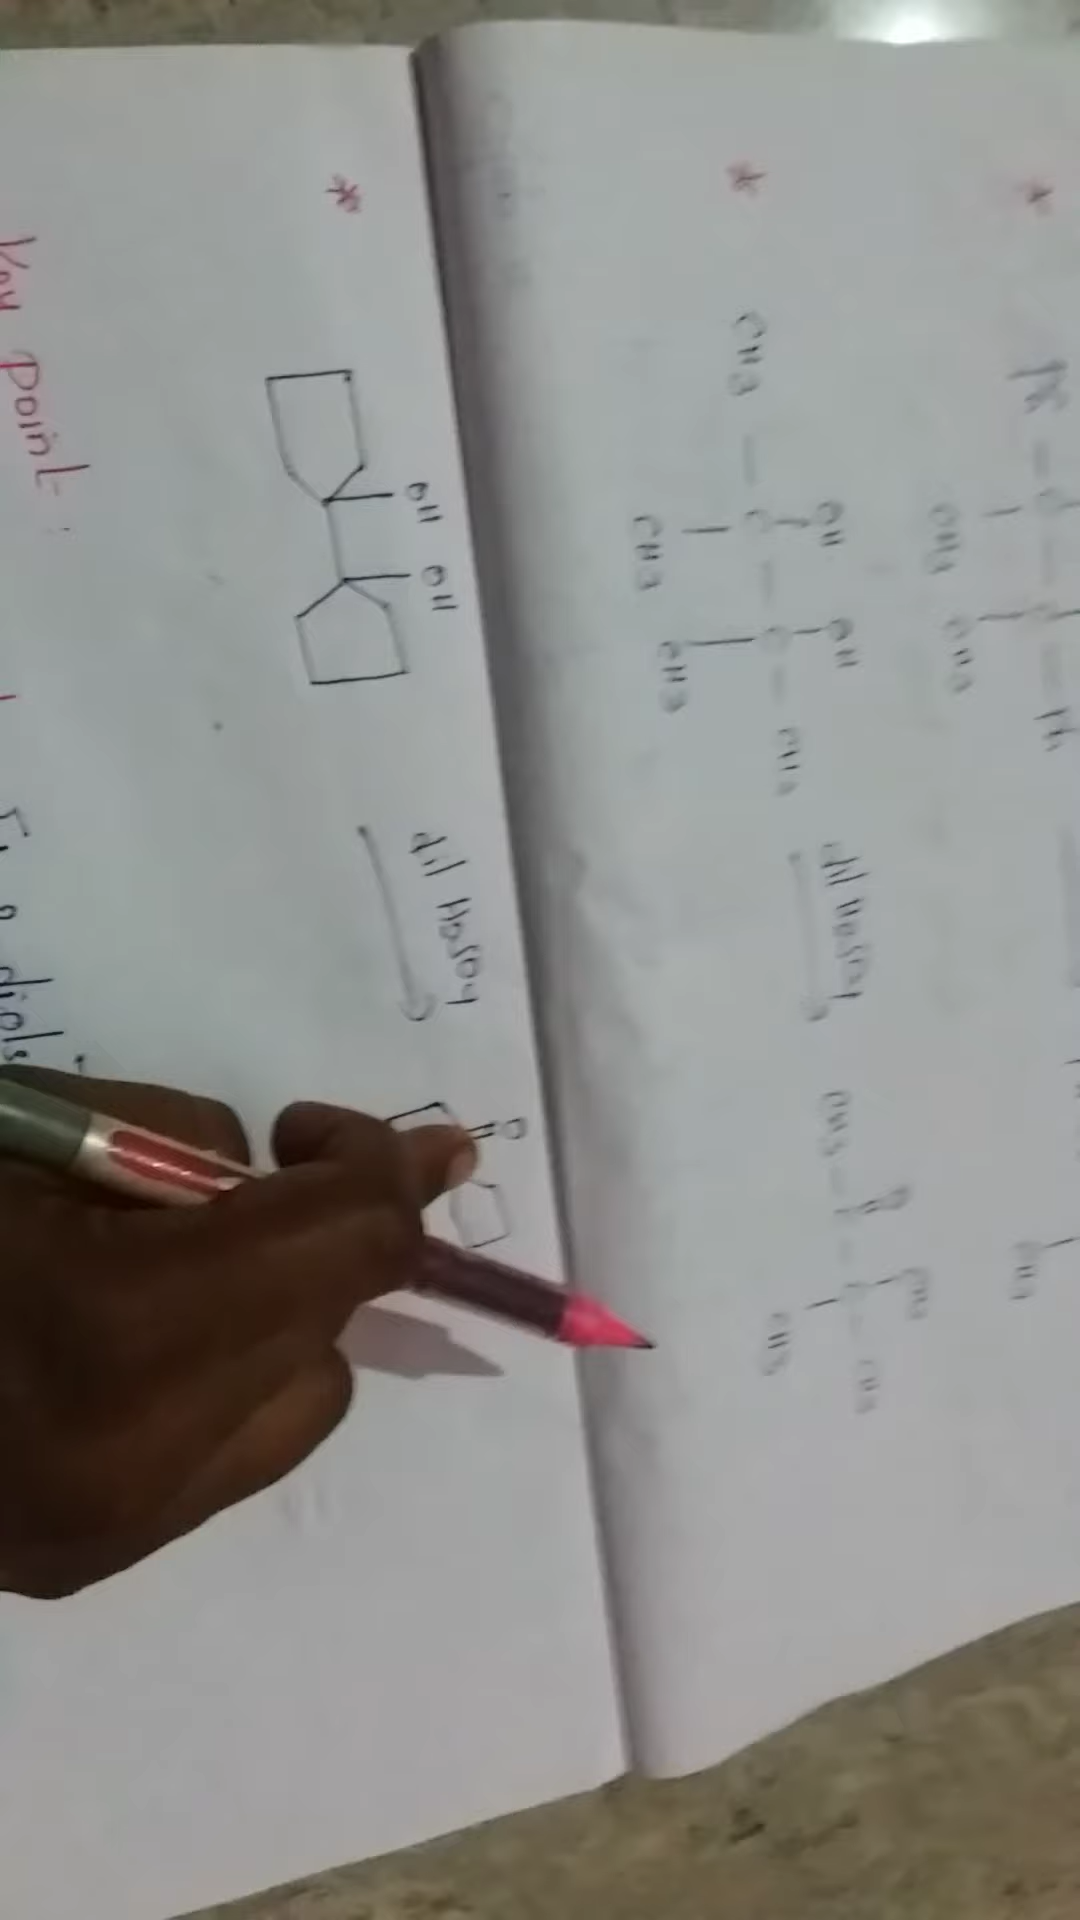 * Ph - C - C - Ph
CH3 CH3
CH3
* OH OH dil H2SO4 O CH3
CH3 - C - C - CH3 CH3 - C - C - CH3
CH3 CH3 CH3
* OH OH dil H2SO4 O
Key point :
diols